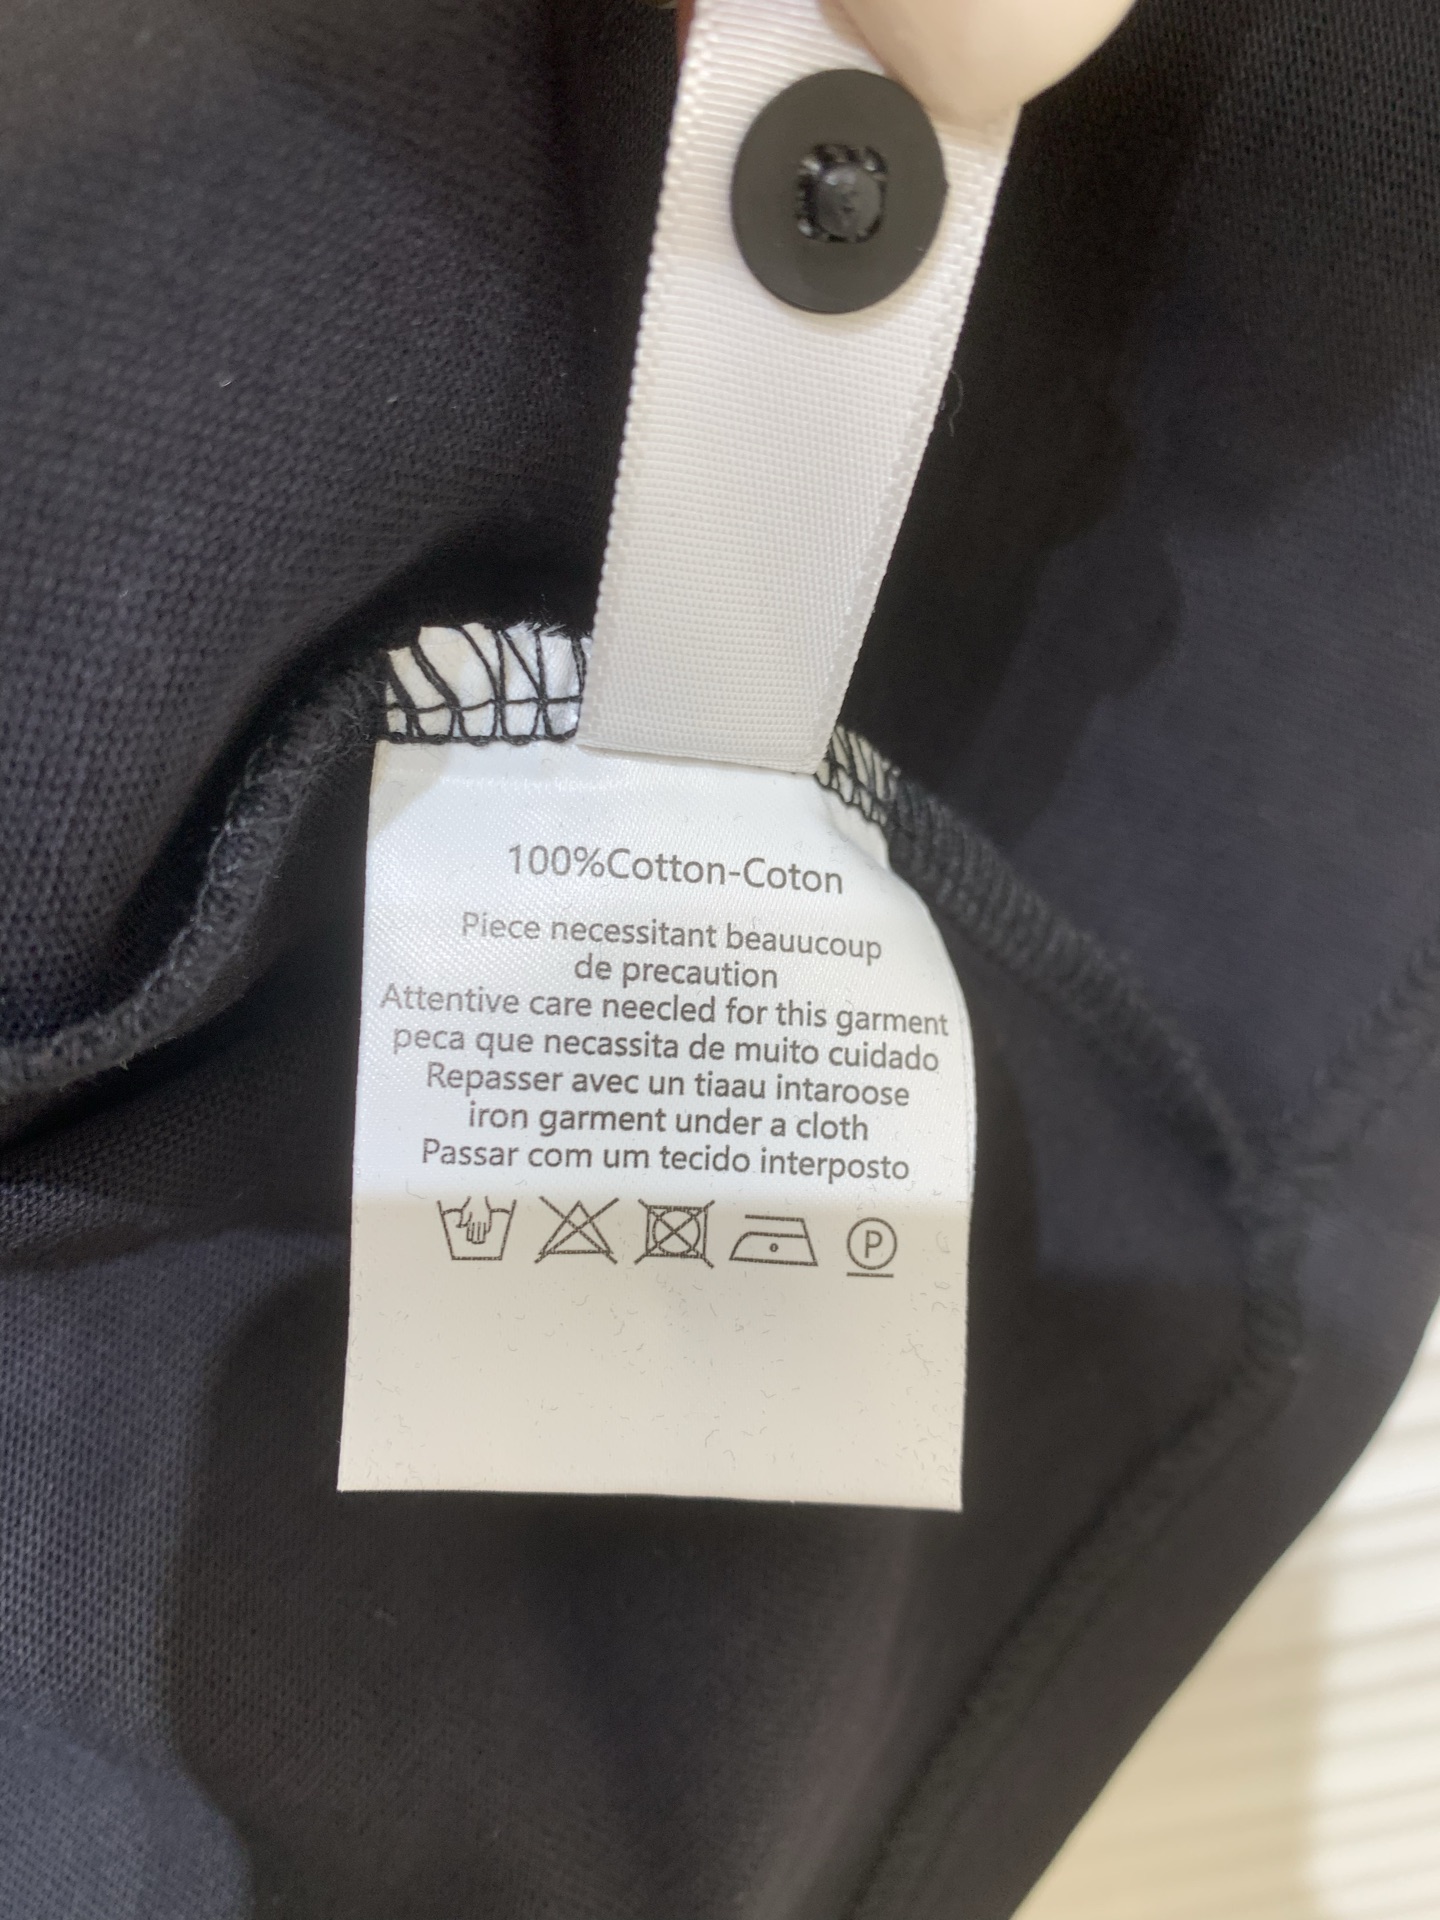 100%Cotton-Coton
Piece necessitant beauucoup
de precaution
Attentive care neecled for this garment
peca que necassita de muito cuidado
Repasser avec un tiaau intaroose
iron garment under a cloth
Passar com um tecido interposto
P